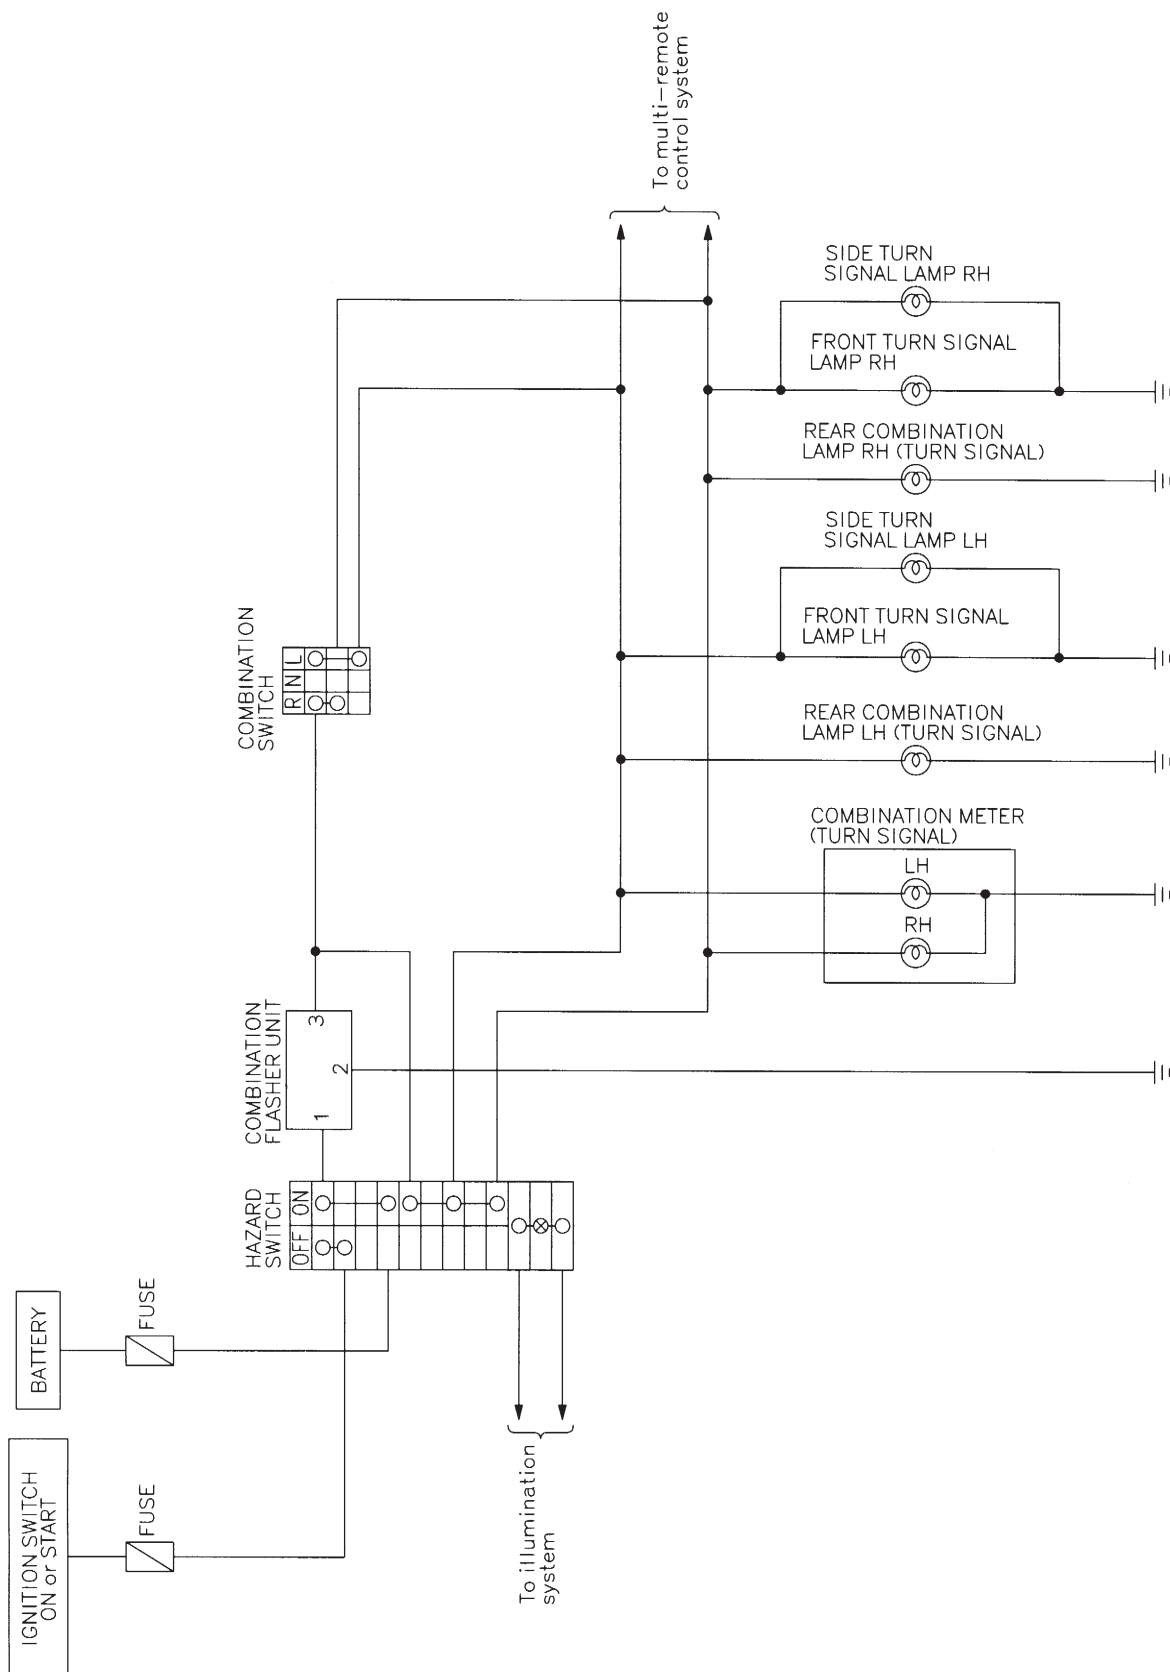 To multi-remote
control system
SIDE TURN
SIGNAL LAMP RH
FRONT TURN SIGNAL
LAMP RH
REAR COMBINATION
LAMP RH (TURN SIGNAL)
SIDE TURN
SIGNAL LAMP LH
FRONT TURN SIGNAL
LAMP LH
REAR COMBINATION
LAMP LH (TURN SIGNAL)
COMBINATION METER
(TURN SIGNAL)
LH
RH
COMBINATION
SWITCH
R N L
COMBINATION
FLASHER UNIT
1
2
3
HAZARD
SWITCH
OFF ON
BATTERY
FUSE
IGNITION SWITCH
ON or START
FUSE
To illumination
system